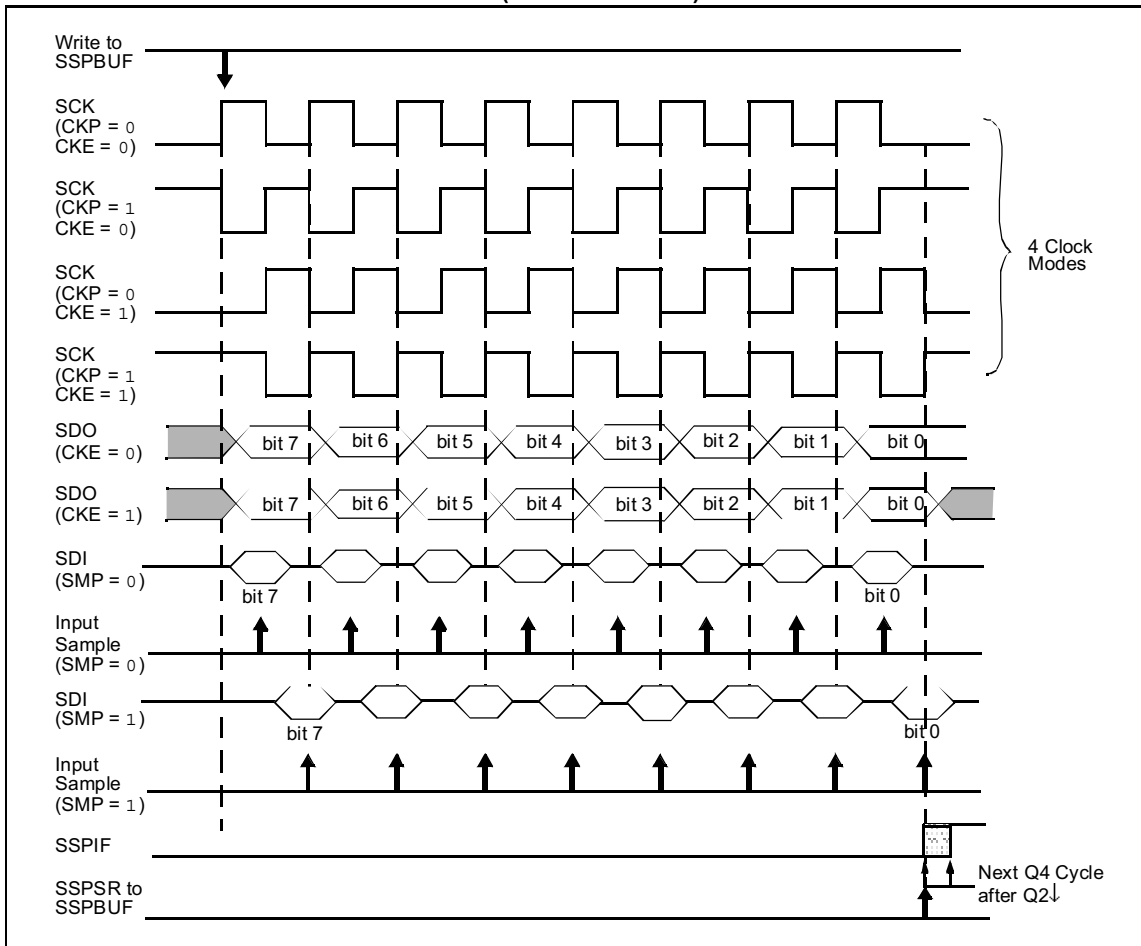 Write to
SSPBUF
SCK
(CKP = 0
CKE = 0)
SCK
(CKP = 1
CKE = 0)
SCK
(CKP = 0
CKE = 1)
SCK
(CKP = 1
CKE = 1)
4 Clock
Modes
SDO
(CKE = 0)
bit 7 bit 6 bit 5 bit 4 bit 3 bit 2 bit 1 bit 0
SDO
(CKE = 1)
bit 7 bit 6 bit 5 bit 4 bit 3 bit 2 bit 1 bit 0
SDI
(SMP = 0)
bit 7 bit 0
Input
Sample
(SMP = 0)
SDI
(SMP = 1)
bit 7 bit 0
Input
Sample
(SMP = 1)
SSPIF
Next Q4 Cycle
after Q2↓
SSPSR to
SSPBUF